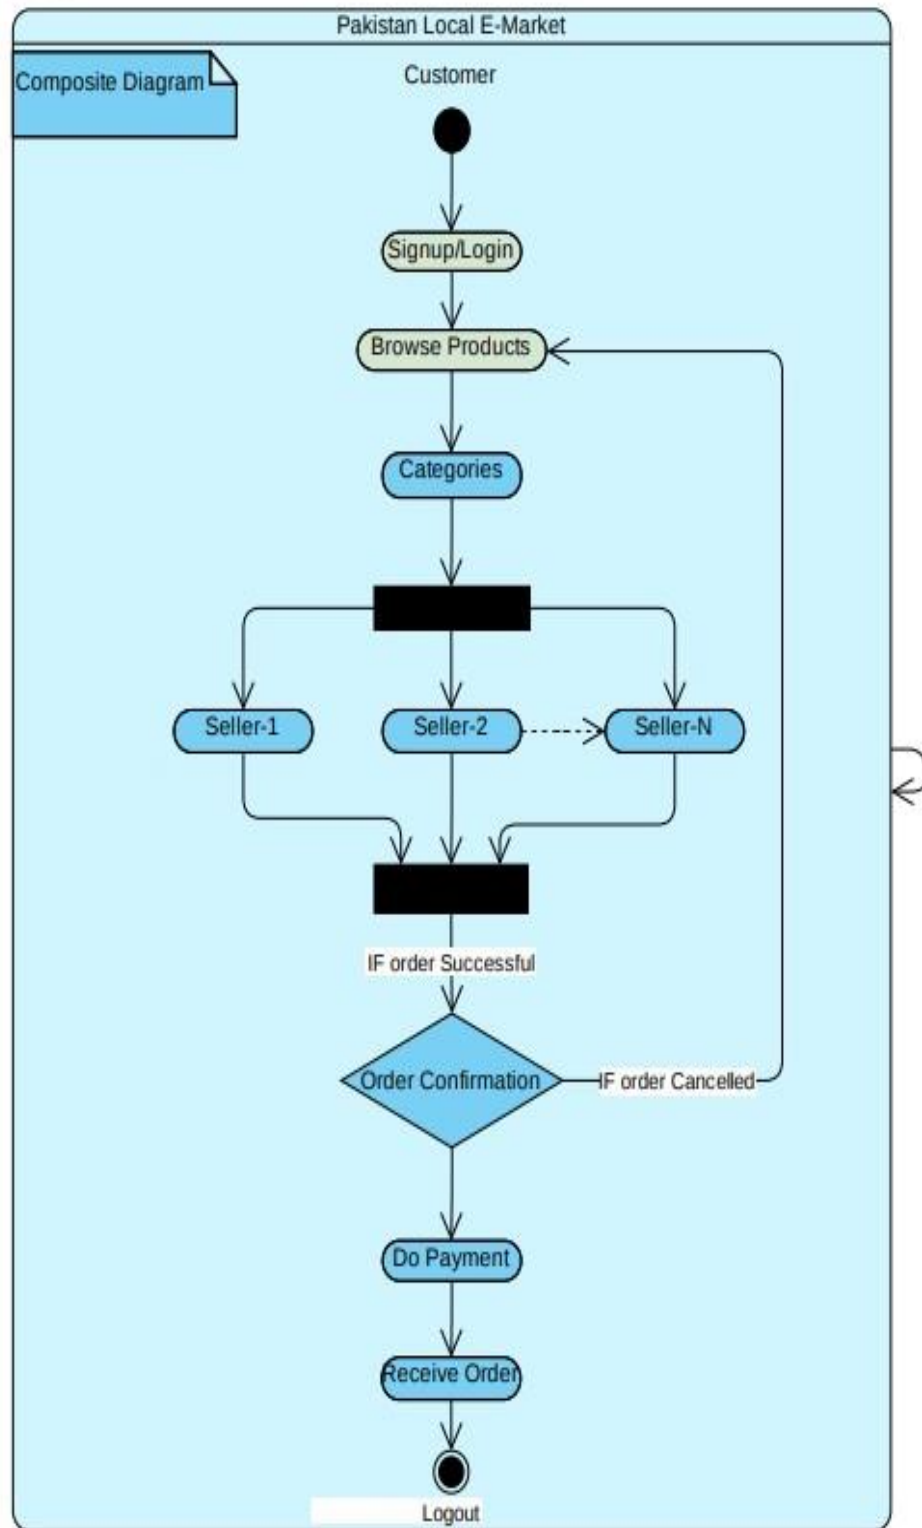 Pakistan Local E-Market
Composite Diagram
Customer
Signup/Login
Browse Products
Categories
Seller-1
Seller-2
Seller-N
IF order Successful
Order Confirmation
IF order Cancelled
Do Payment
Receive Order
Logout